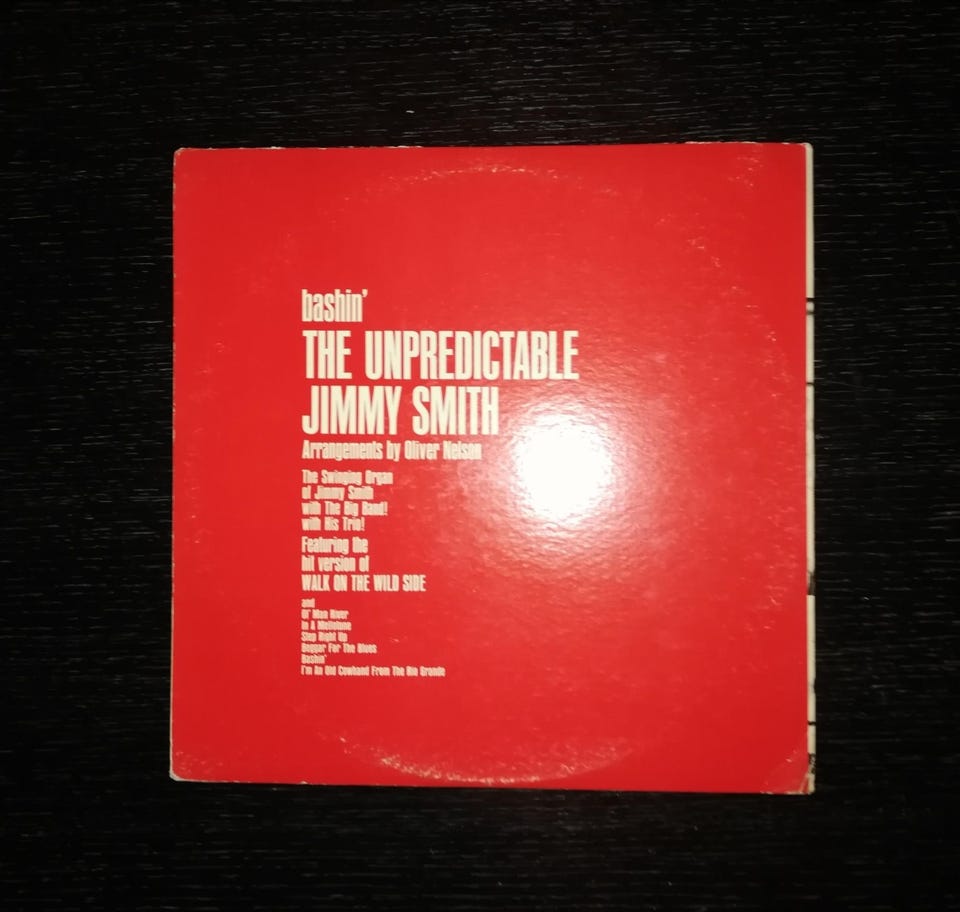 bashin'
THE UNPREDICTABLE
JIMMY SMITH
Arrangements by Oliver Nelson
The Swinging Organ
of Jimmy Smith
with The Big Band!
with His Trio!
Featuring the
hit version of
WALK ON THE WILD SIDE
and
Ol' Man River
In A Mellotone
Step Right Up
Beggar For The Blues
Bashin'
I'm An Old Cowhand From The Rio Grande